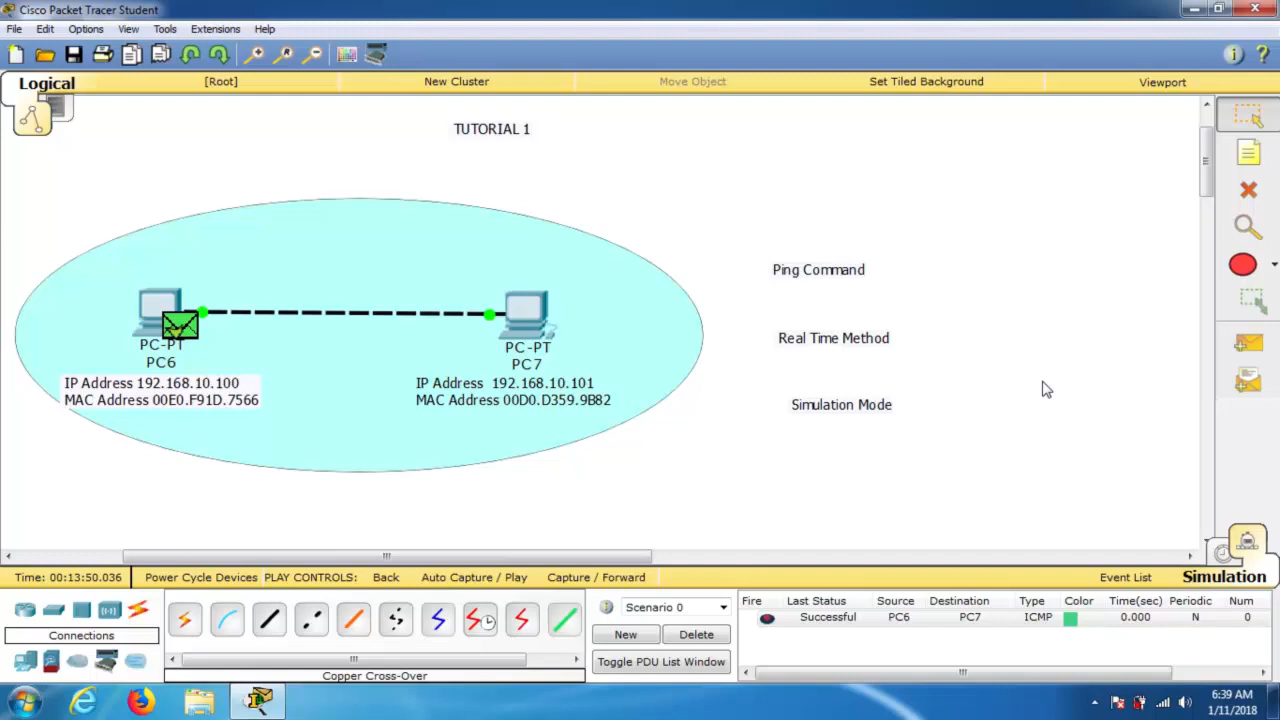 Cisco Packet Tracer Student
File Edit Options View Tools Extensions Help
Logical [Root] New Cluster Move Object Set Tiled Background Viewport
TUTORIAL 1
Ping Command
Real Time Method
Simulation Mode
PC-PT
PC6
IP Address 192.168.10.100
MAC Address 00E0.F91D.7566
PC-PT
PC7
IP Address 192.168.10.101
MAC Address 00D0.D359.9B82
Time: 00:13:50.036 Power Cycle Devices PLAY CONTROLS: Back Auto Capture / Play Capture / Forward Event List Simulation
Connections
Copper Cross-Over
Scenario 0
New Delete
Toggle PDU List Window
Fire Last Status Source Destination Type Color Time(sec) Periodic Num
Successful PC6 PC7 ICMP 0.000 N 0
6:39 AM
1/11/2018